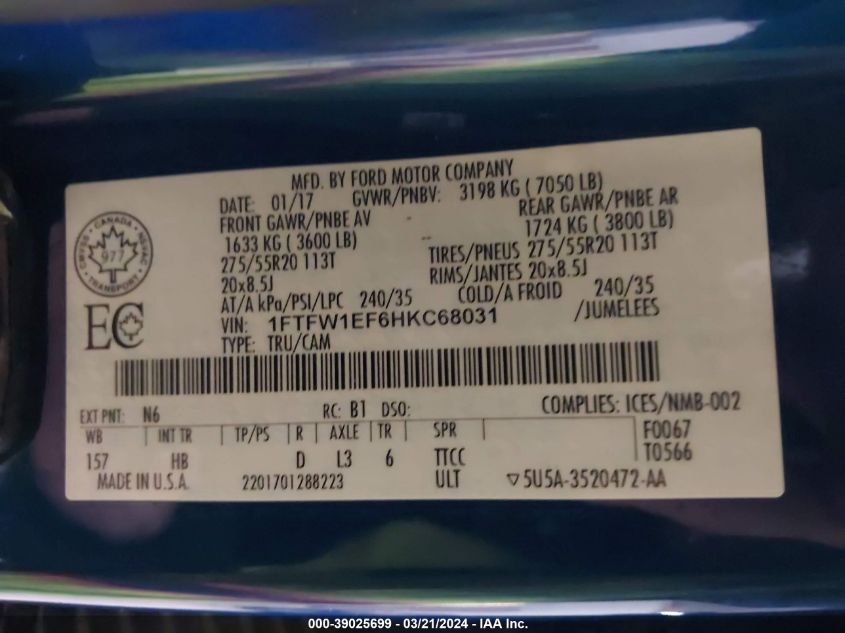 MFD. BY FORD MOTOR COMPANY
DATE: 01/17 GVWR/PNBV: 3198 KG ( 7050 LB)
FRONT GAWR/PNBE AV REAR GAWR/PNBE AR
1633 KG ( 3600 LB) 1724 KG ( 3800 LB)
275/55R20 113T TIRES/PNEUS 275/55R20 113T
20x8.5J RIMS/JANTES 20x8.5J
AT/A kPa/PSI/LPC 240/35 COLD/A FROID 240/35
VIN: 1FTFW1EF6HKC68031 /JUMELEES
TYPE: TRU/CAM
CANADA
977
TRANSPORT
EC
EXT PNT: N6 RC: B1 DSO: COMPLIES: ICES/NMB-002
WB INT TR TP/PS R AXLE TR SPR F0067
157 HB D L3 6 TTCC T0566
MADE IN U.S.A. 2201701288223 ULT ▽5U5A-3520472-AA
000-39025699 - 03/21/2024 - IAA Inc.